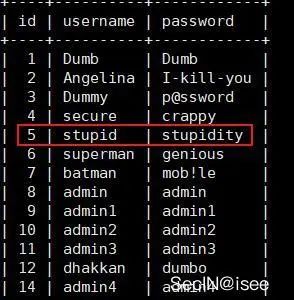 | id | username | password |
| 1 | Dumb | Dumb |
| 2 | Angelina | I-kill-you |
| 3 | Dummy | p@ssword |
| 4 | secure | crappy |
| 5 | stupid | stupidity |
| 6 | superman | genious |
| 7 | batman | mob!le |
| 8 | admin | admin |
| 9 | admin1 | admin1 |
| 10 | admin2 | admin2 |
| 11 | admin3 | admin3 |
| 12 | dhakkan | dumbo |
| 14 | admin4 | admin4 |
SecIN@isee